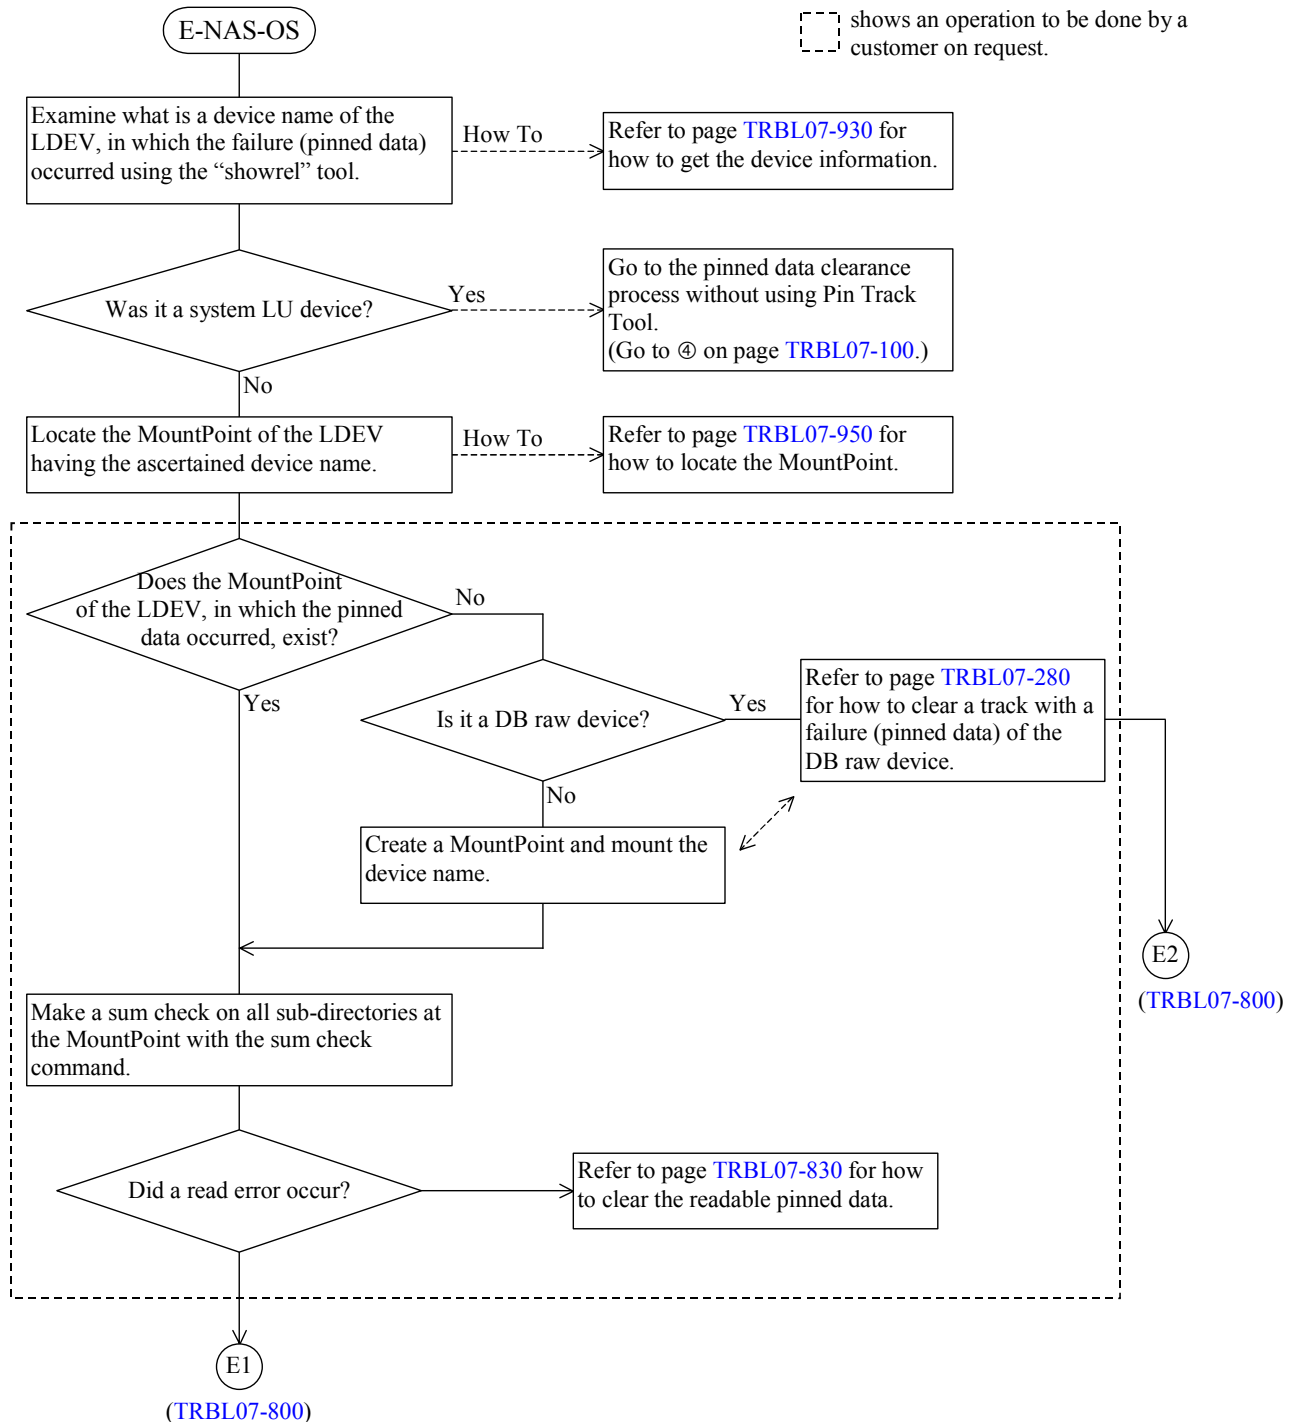 E-NAS-OS
shows an operation to be done by a
customer on request.
Examine what is a device name of the
LDEV, in which the failure (pinned data)
occurred using the “showrel” tool.
How To
Refer to page TRBL07-930 for
how to get the device information.
Was it a system LU device?
Yes
Go to the pinned data clearance
process without using Pin Track
Tool.
(Go to ④ on page TRBL07-100.)
No
Locate the MountPoint of the LDEV
having the ascertained device name.
How To
Refer to page TRBL07-950 for
how to locate the MountPoint.
Does the MountPoint
of the LDEV, in which the pinned
data occurred, exist?
No
Yes
Is it a DB raw device?
Yes
Refer to page TRBL07-280
for how to clear a track with a
failure (pinned data) of the
DB raw device.
No
Create a MountPoint and mount the
device name.
E2
(TRBL07-800)
Make a sum check on all sub-directories at
the MountPoint with the sum check
command.
Did a read error occur?
Refer to page TRBL07-830 for how
to clear the readable pinned data.
E1
(TRBL07-800)